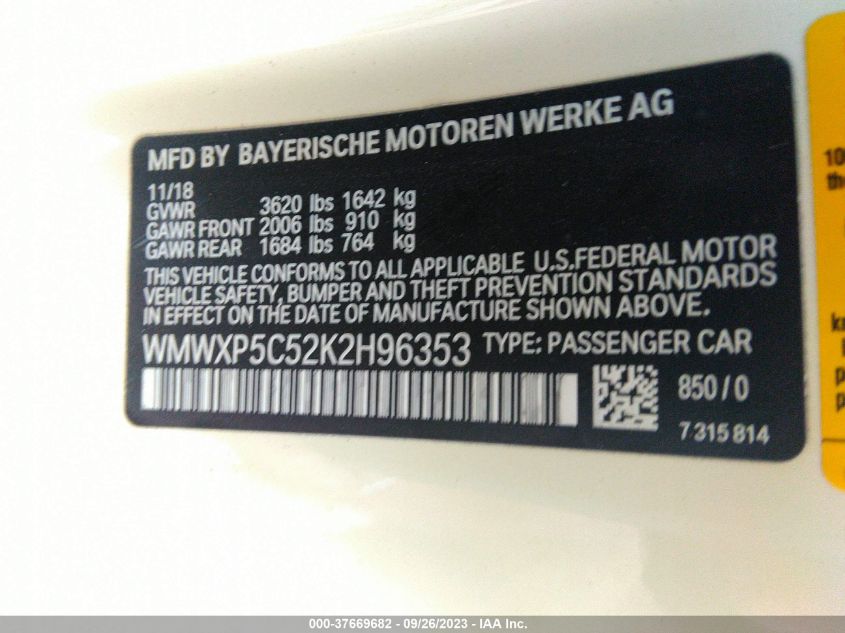 MFD BY BAYERISCHE MOTOREN WERKE AG
11/18
GVWR 3620 lbs 1642 kg
GAWR FRONT 2006 lbs 910 kg
GAWR REAR 1684 lbs 764 kg
THIS VEHICLE CONFORMS TO ALL APPLICABLE U.S.FEDERAL MOTOR
VEHICLE SAFETY, BUMPER AND THEFT PREVENTION STANDARDS
IN EFFECT ON THE DATE OF MANUFACTURE SHOWN ABOVE.
WMWXP5C52K2H96353 TYPE: PASSENGER CAR
850/0
7315814
000-37669682 - 09/26/2023 - IAA Inc.